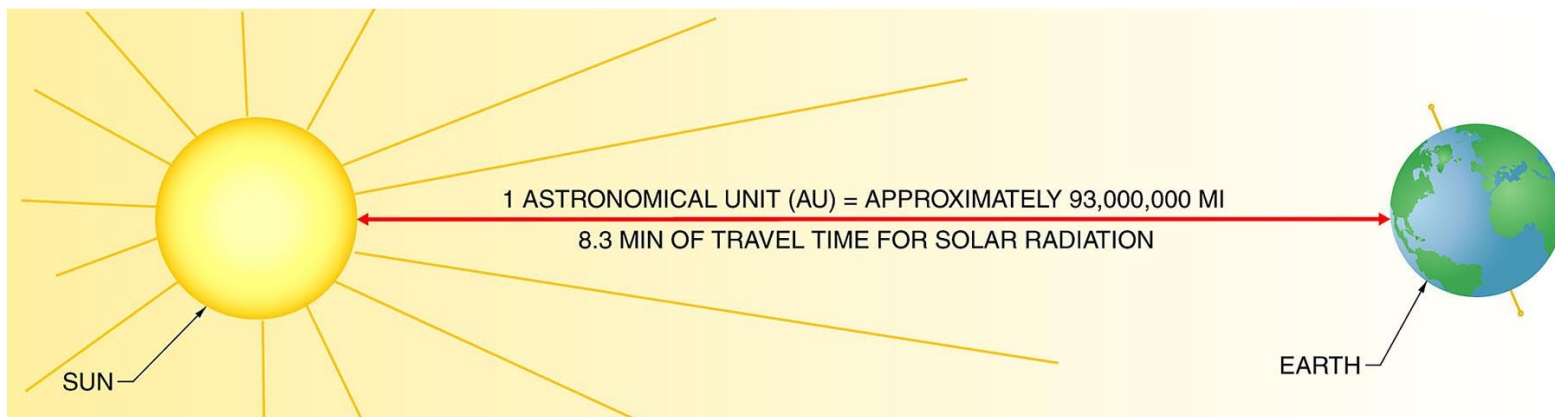 1 ASTRONOMICAL UNIT (AU) = APPROXIMATELY 93,000,000 MI
8.3 MIN OF TRAVEL TIME FOR SOLAR RADIATION
SUN
EARTH